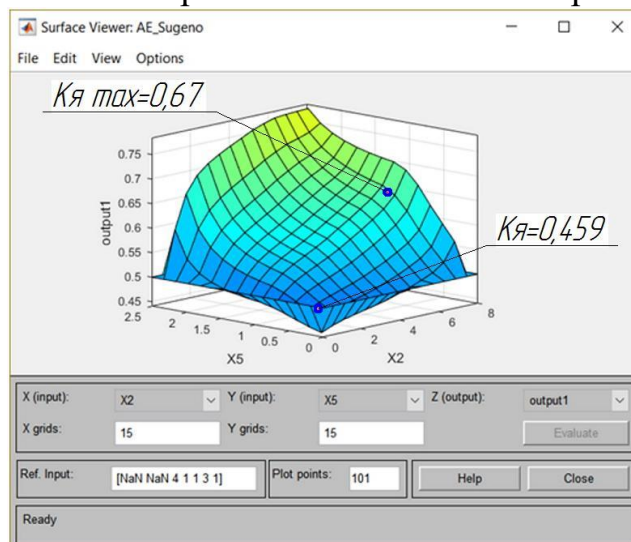 Surface Viewer: AE_Sugeno
File Edit View Options
Кя max=0,67
Кя=0,459
0.75
0.7
0.65
0.6
0.55
0.5
0.45
output1
2.5 2 1.5 1 0.5 0
X5
0 2 4 6 8
X2
X (input): X2 Y (input): X5 Z (output): output1
X grids: 15 Y grids: 15 Evaluate
Ref. Input: [NaN NaN 4 1 1 3 1] Plot points: 101 Help Close
Ready